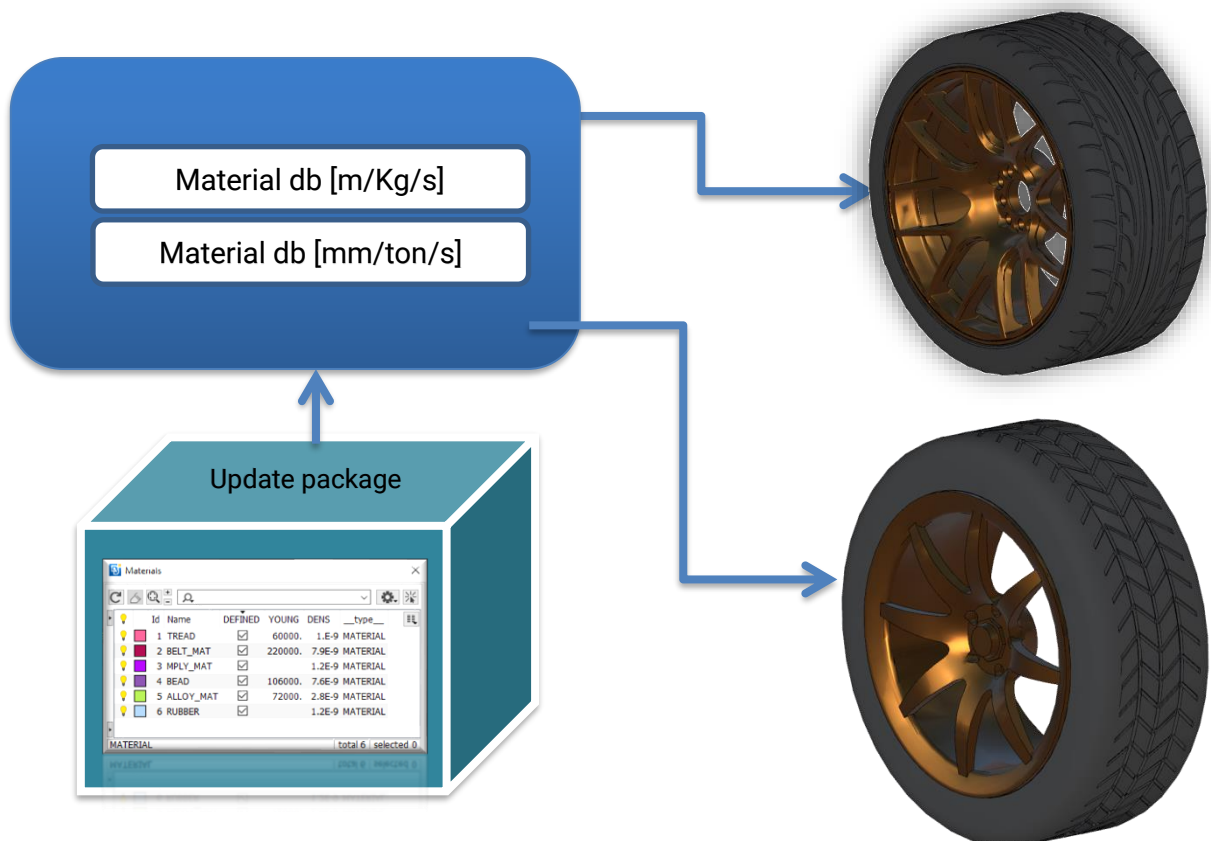 Material db [m/Kg/s]
Material db [mm/ton/s]
Update package
Materials
Id Name DEFINED YOUNG DENS __type__
1 TREAD 60000. 1.E-9 MATERIAL
2 BELT_MAT 220000. 7.9E-9 MATERIAL
3 MPLY_MAT 1.2E-9 MATERIAL
4 BEAD 106000. 7.6E-9 MATERIAL
5 ALLOY_MAT 72000. 2.8E-9 MATERIAL
6 RUBBER 1.2E-9 MATERIAL
MATERIAL total 6 selected 0